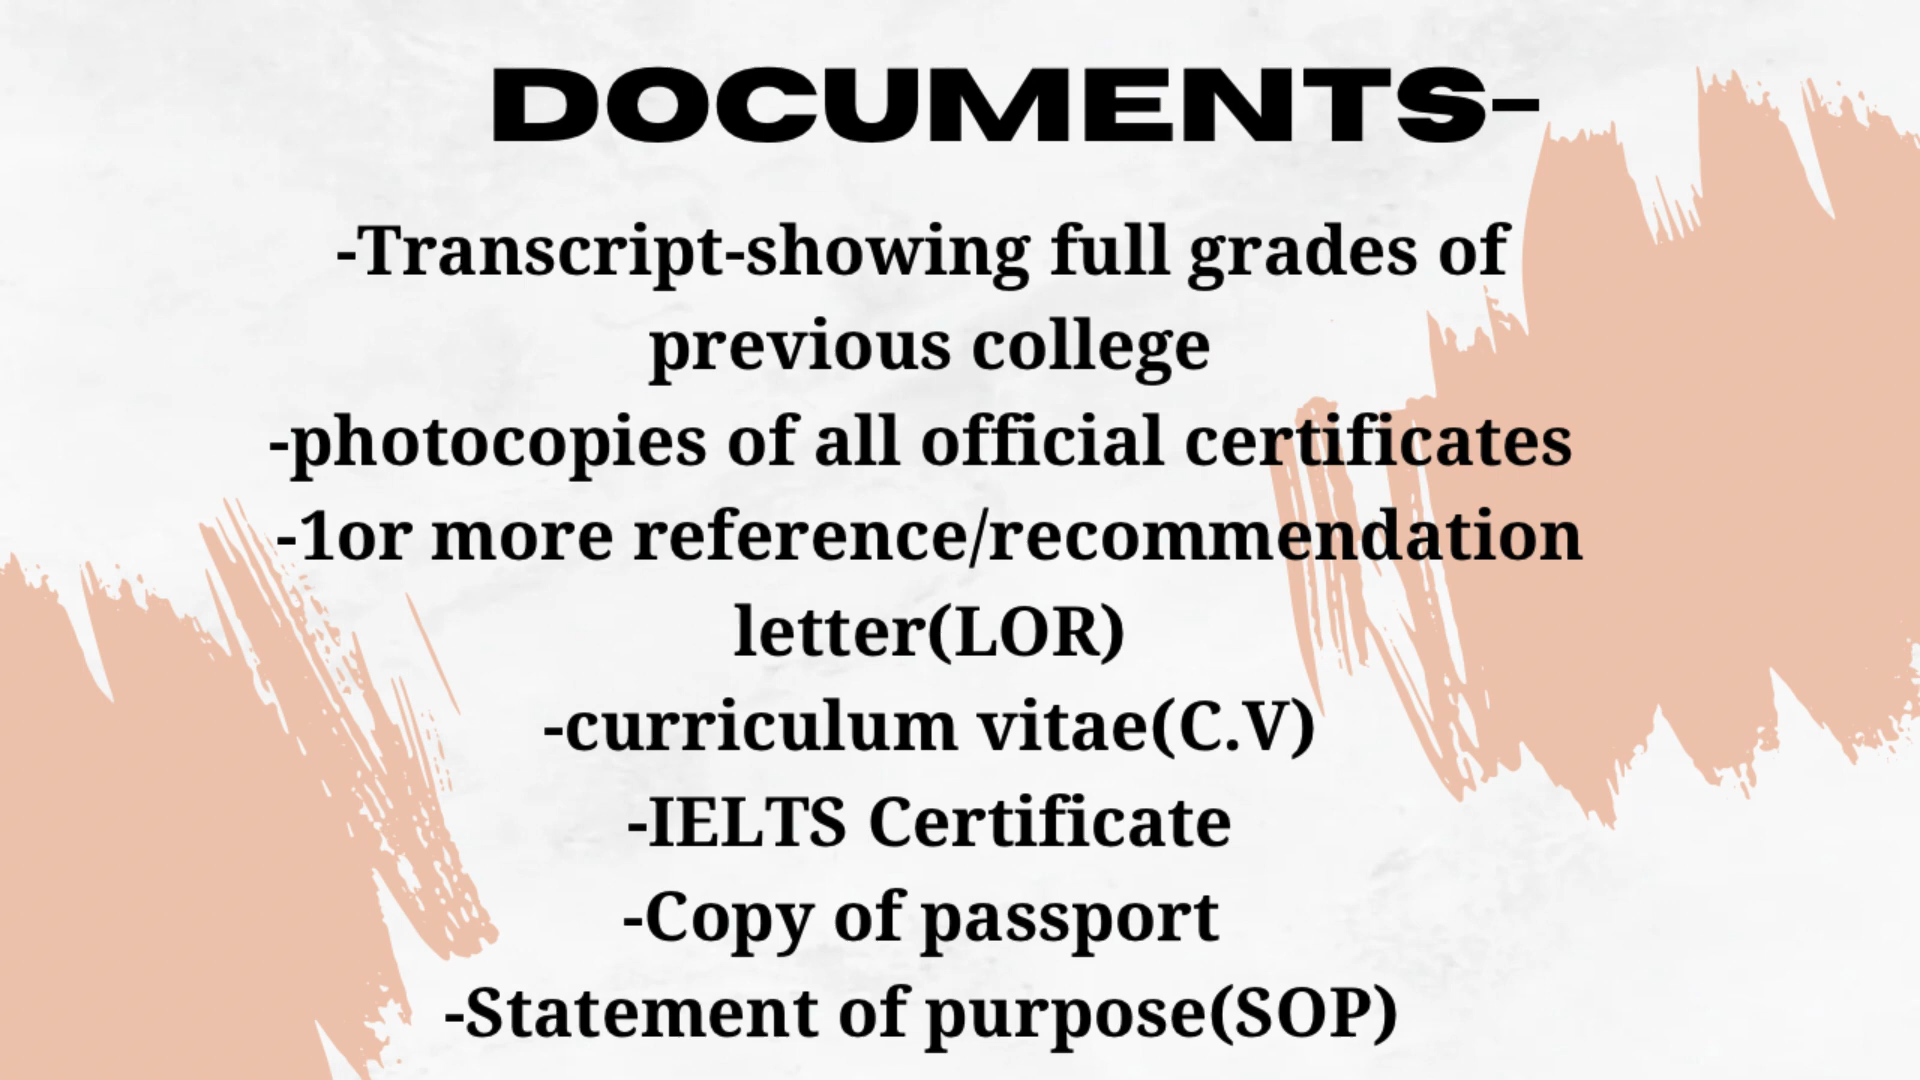 DOCUMENTS-
-Transcript-showing full grades of
previous college
-photocopies of all official certificates
-1or more reference/recommendation
letter(LOR)
-curriculum vitae(C.V)
-IELTS Certificate
-Copy of passport
-Statement of purpose(SOP)